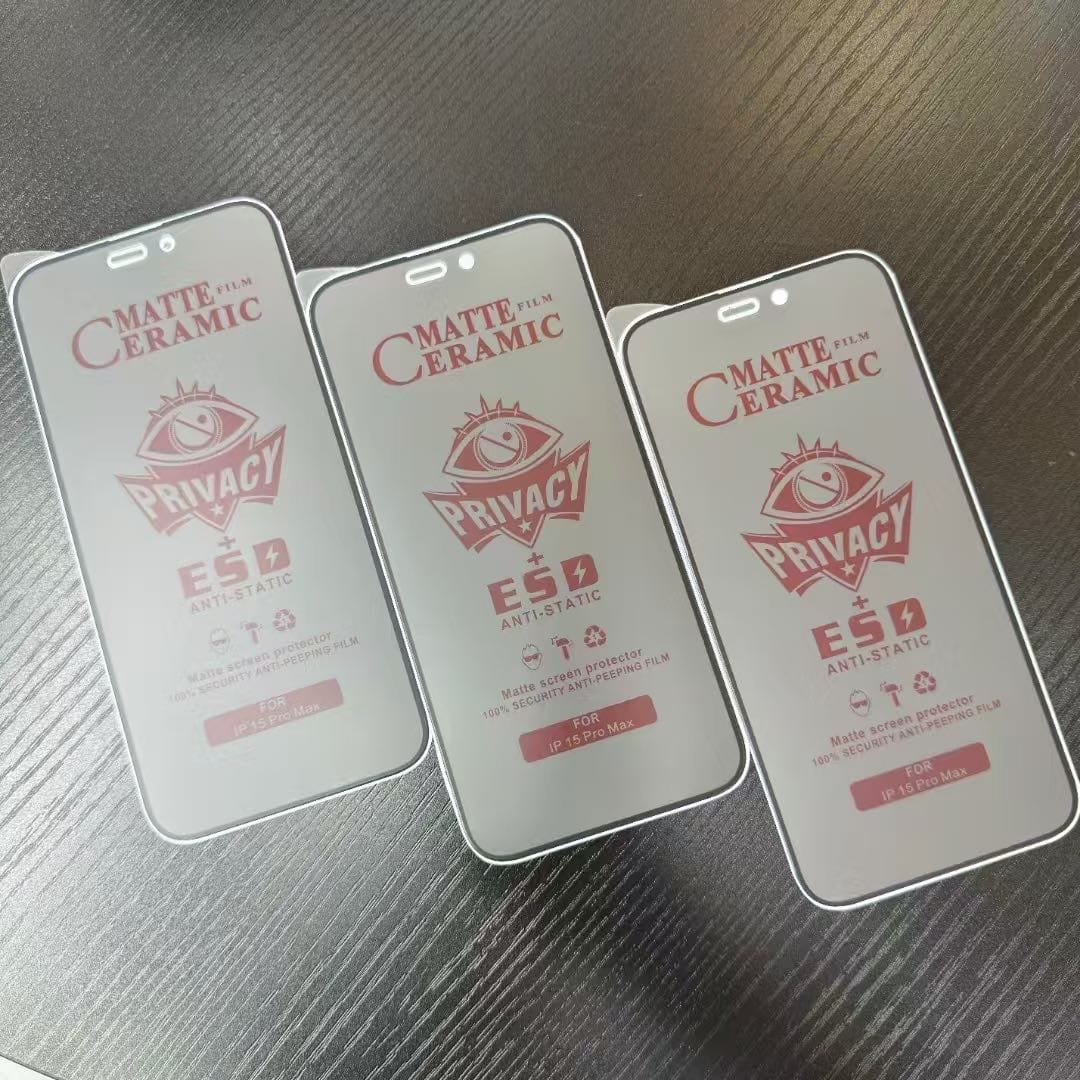 MATTE FILM
CERAMIC
PRIVACY
+
ESD
ANTI-STATIC
Matte screen protector
100% SECURITY ANTI-PEEPING FILM
FOR
IP 15 Pro Max
MATTE FILM
CERAMIC
PRIVACY
+
ESD
ANTI-STATIC
Matte screen protector
100% SECURITY ANTI-PEEPING FILM
FOR
IP 15 Pro Max
MATTE FILM
CERAMIC
PRIVACY
+
ESD
ANTI-STATIC
Matte screen protector
100% SECURITY ANTI-PEEPING FILM
FOR
IP 15 Pro Max